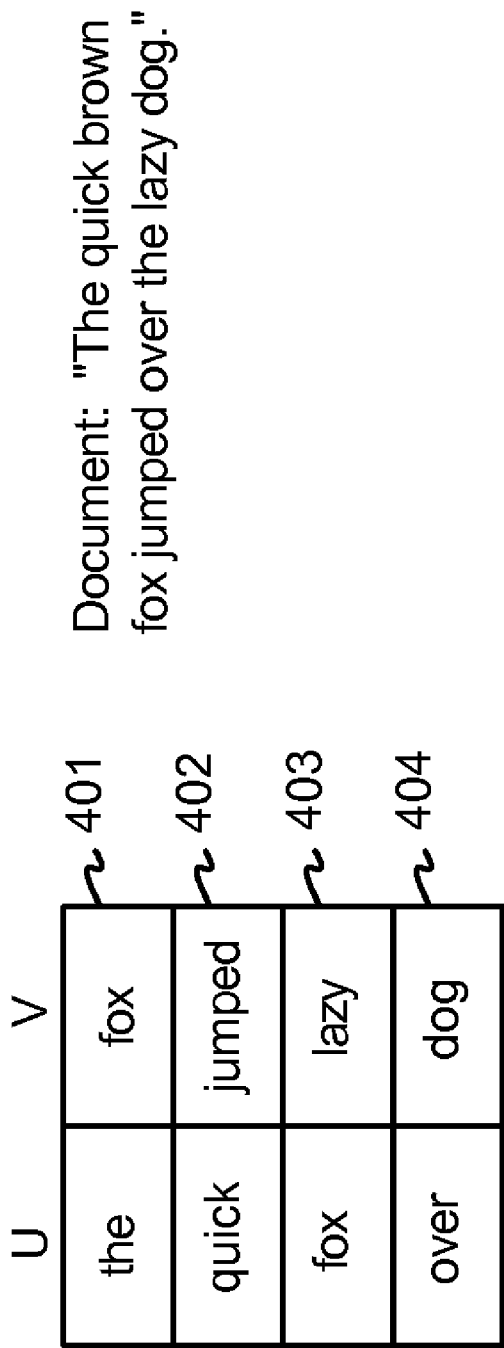 U V
the fox 401
quick jumped 402
fox lazy 403
over dog 404
Document: "The quick brown
fox jumped over the lazy dog."